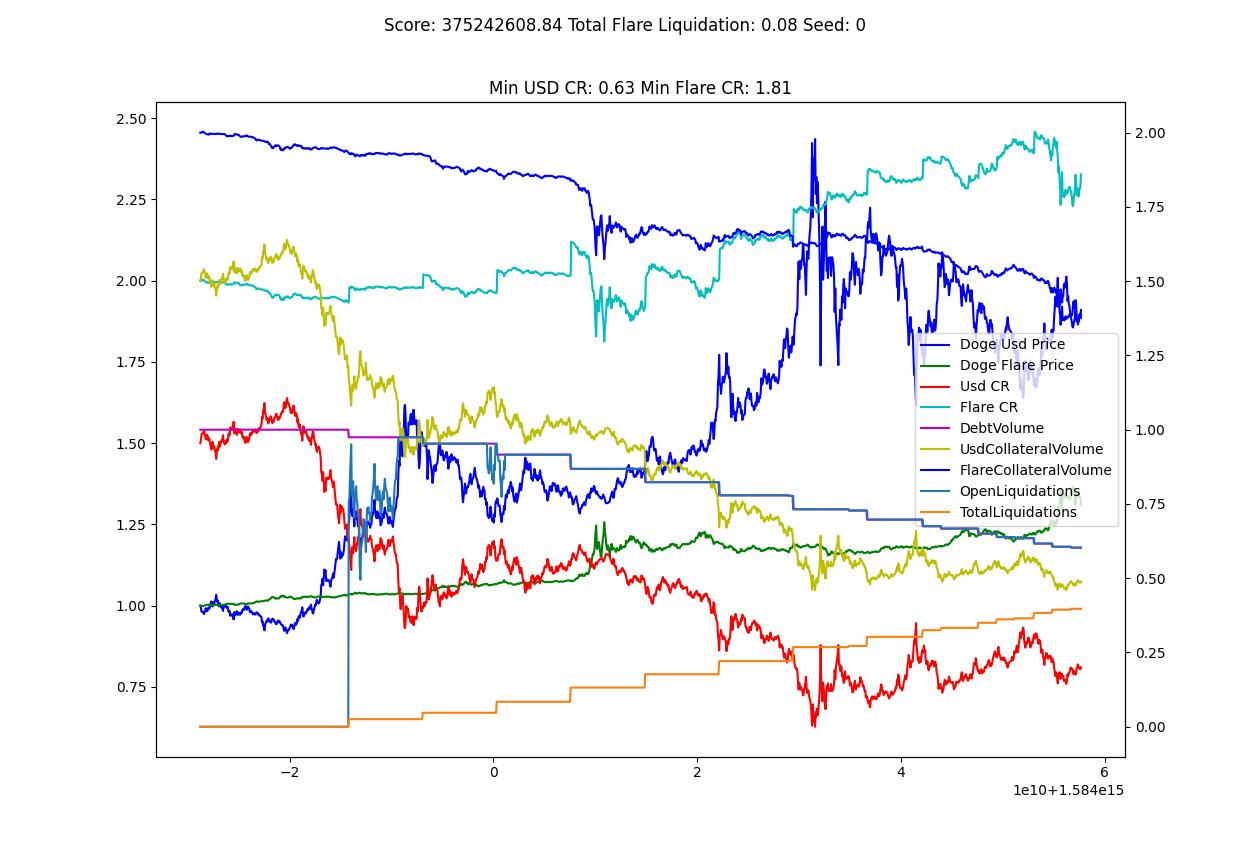 Score: 375242608.84 Total Flare Liquidation: 0.08 Seed: 0
Min USD CR: 0.63 Min Flare CR: 1.81
2.50
2.25
2.00
1.75
1.50
1.25
1.00
0.75
2.00
1.75
1.50
1.25
1.00
0.75
0.50
0.25
0.00
Doge Usd Price
Doge Flare Price
Usd CR
Flare CR
DebtVolume
UsdCollateralVolume
FlareCollateralVolume
OpenLiquidations
TotalLiquidations
−2 0 2 4 6
1e10+1.584e15